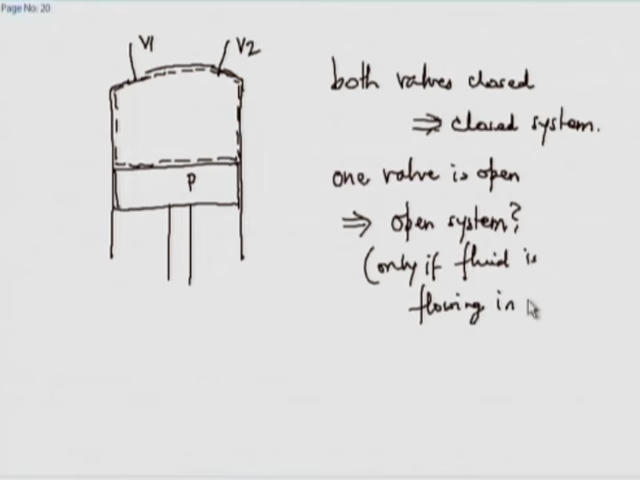 Page No: 20
V1
V2
P
both valves closed
⇒ closed system.
one valve is open
⇒ open system?
(only if fluid is
flowing in